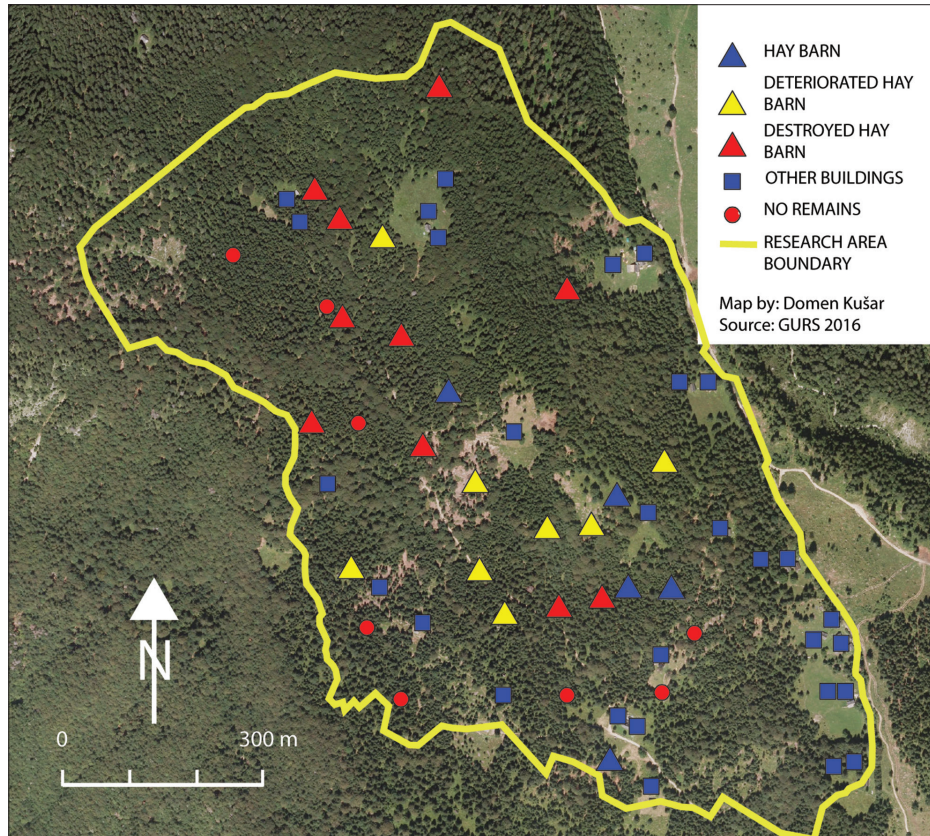 HAY BARN
DETERIORATED HAY
BARN
DESTROYED HAY
BARN
OTHER BUILDINGS
NO REMAINS
RESEARCH AREA
BOUNDARY
Map by: Domen Kušar
Source: GURS 2016
N
0 300 m